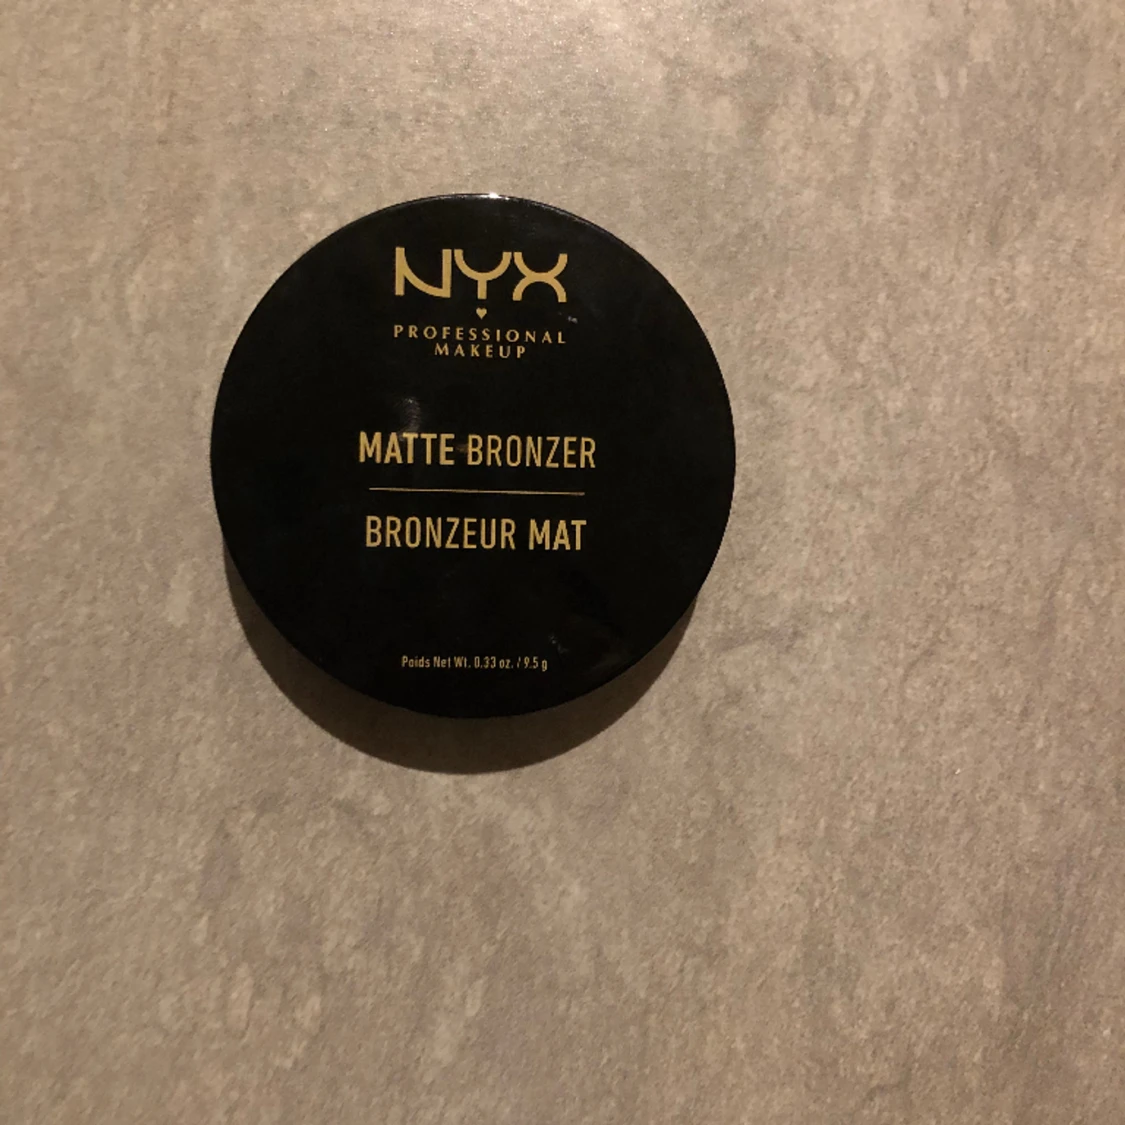 NYX
PROFESSIONAL
MAKEUP
MATTE BRONZER
BRONZEUR MAT
Poids Net Wt. 0.33 oz. / 9.5 g